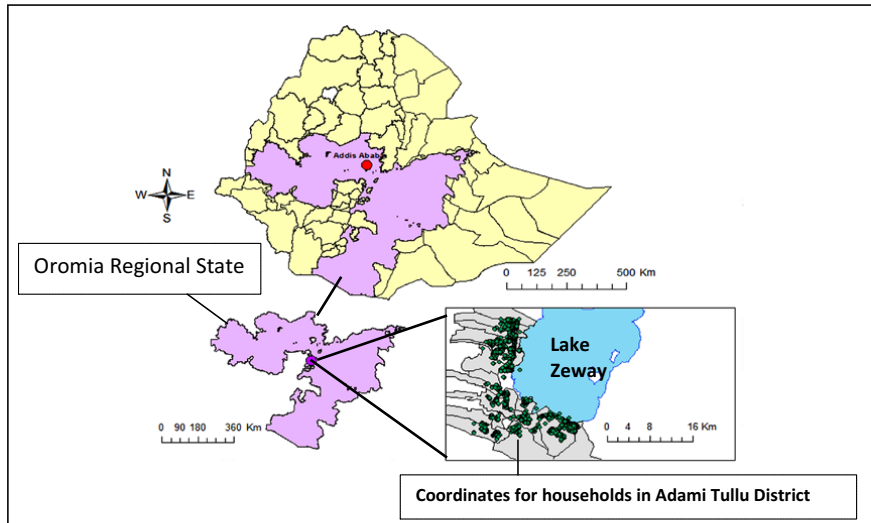 Addis Ababa
N
W E
S
Oromia Regional State
0 125 250 500 Km
Lake
Zeway
0 90 180 360 Km
0 4 8 16 Km
Coordinates for households in Adami Tullu District